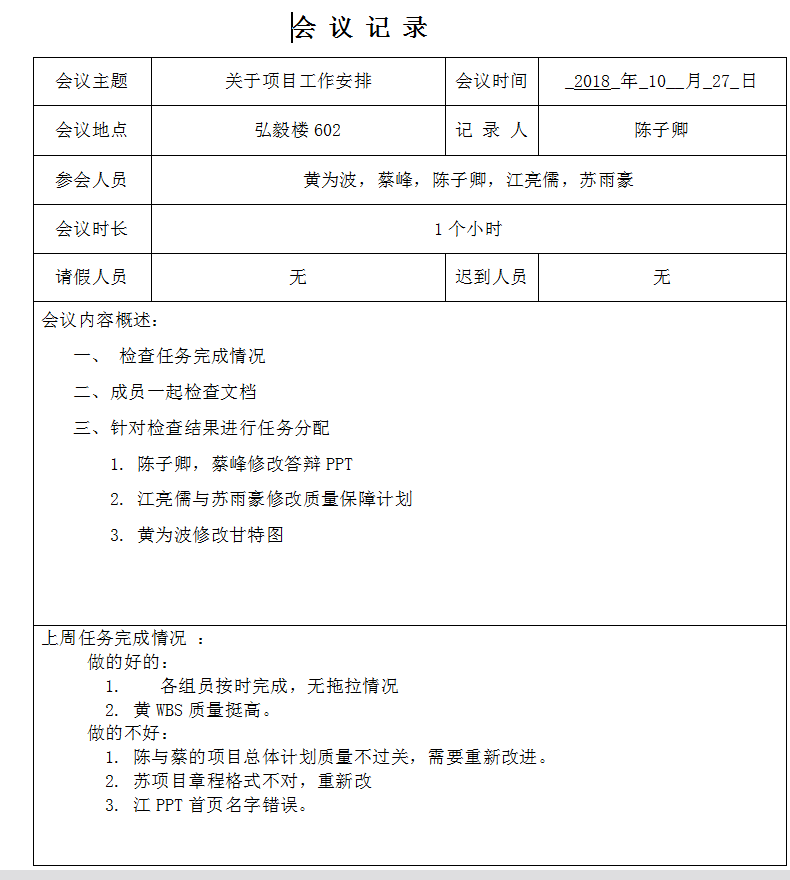 会 议 记 录
会议主题 关于项目工作安排 会议时间 _2018_年_10__月_27_日
会议地点 弘毅楼 602 记 录 人 陈子卿
参会人员 黄为波，蔡峰，陈子卿，江亮儒，苏雨豪
会议时长 1 个小时
请假人员 无 迟到人员 无
会议内容概述：
一、 检查任务完成情况
二、成员一起检查文档
三、针对检查结果进行任务分配
1. 陈子卿，蔡峰修改答辩 PPT
2. 江亮儒与苏雨豪修改质量保障计划
3. 黄为波修改甘特图
上周任务完成情况 ：
做的好的：
1. 各组员按时完成，无拖拉情况
2. 黄 WBS 质量挺高。
做的不好：
1. 陈与蔡的项目总体计划质量不过关，需要重新改进。
2. 苏项目章程格式不对，重新改
3. 江 PPT 首页名字错误。